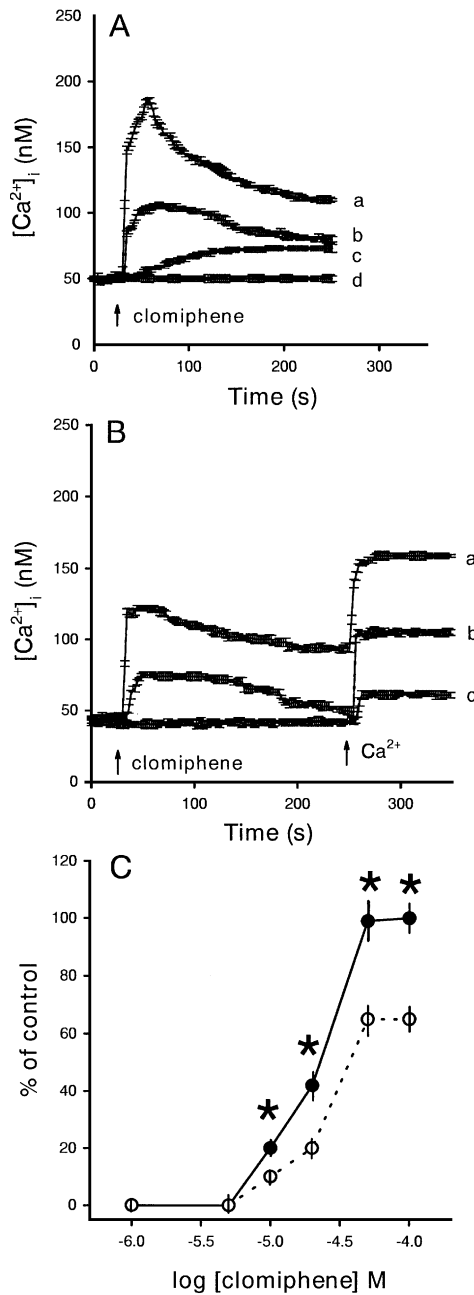 A
250
200
150
100
50
0
[Ca²⁺]ᵢ (nM)
a
b
c
d
clomiphene
0 100 200 300
Time (s)
B
250
200
150
100
50
0
[Ca²⁺]ᵢ (nM)
a
b
c
clomiphene
Ca²⁺
0 100 200 300
Time (s)
C
120
100
80
60
40
20
0
% of control
* *
*
*
-6.0 -5.5 -5.0 -4.5 -4.0
log [clomiphene] M